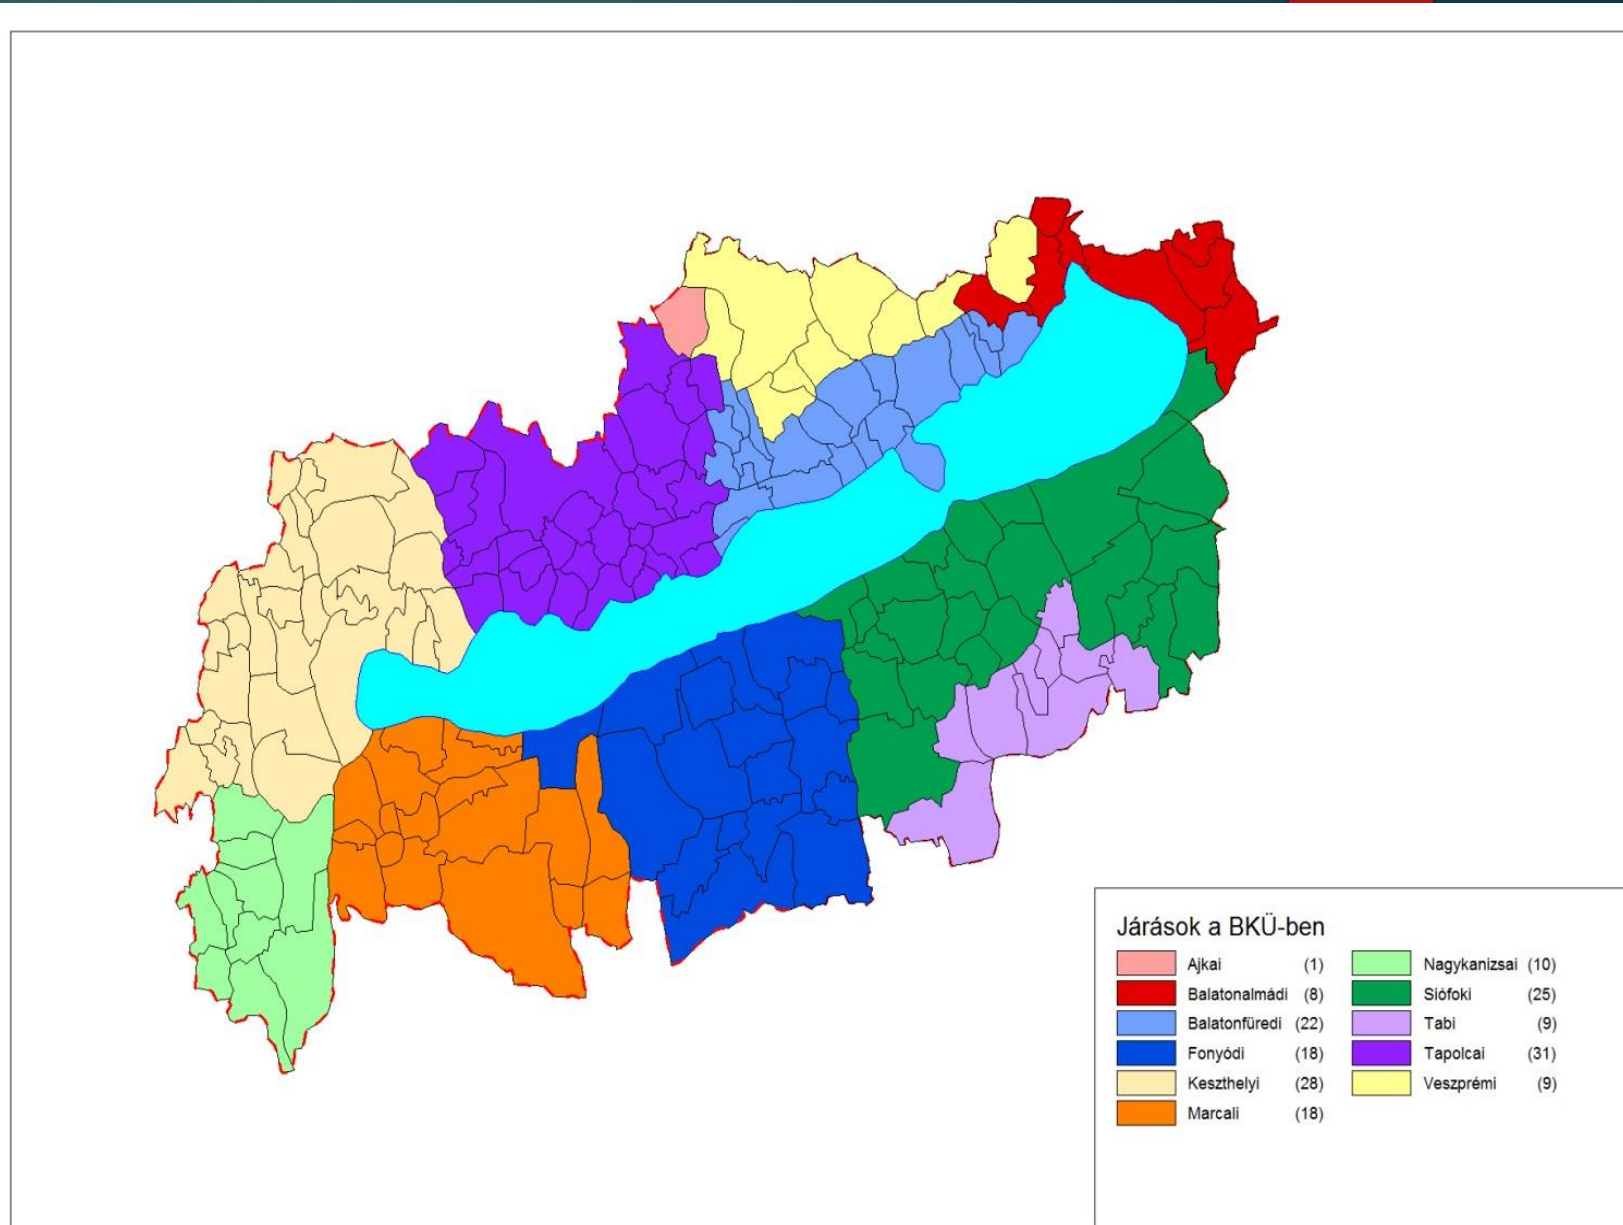 Járások a BKÜ-ben
Ajkai (1)
Balatonalmádi (8)
Balatonfüredi (22)
Fonyódi (18)
Keszthelyi (28)
Marcali (18)
Nagykanizsai (10)
Siófoki (25)
Tabi (9)
Tapolcai (31)
Veszprémi (9)